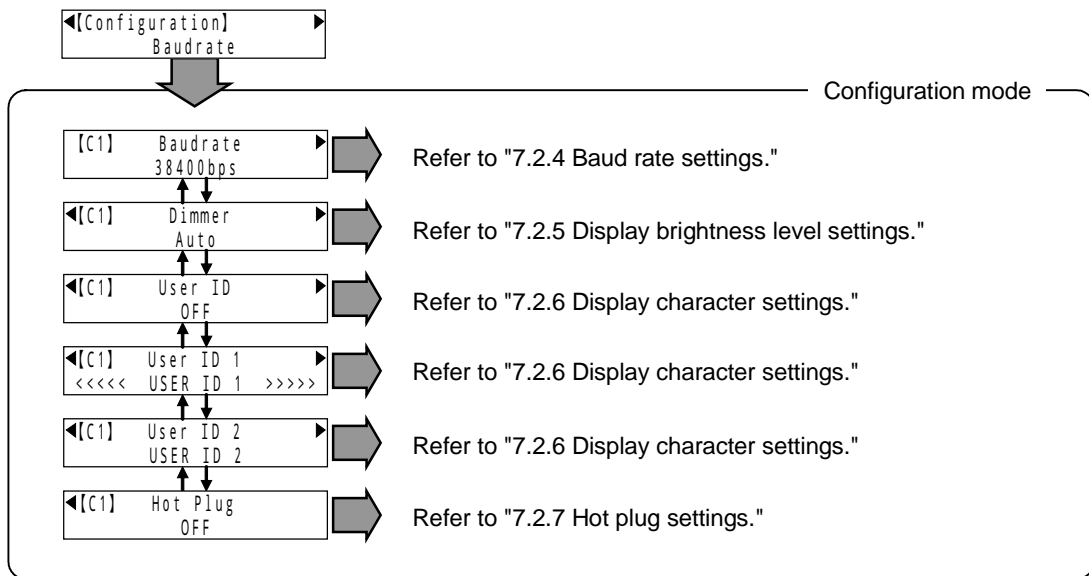 ◀【Configuration】 ▶
Baudrate
Configuration mode
【C1】 Baudrate ▶
38400bps
Refer to "7.2.4 Baud rate settings."
◀【C1】 Dimmer ▶
Auto
Refer to "7.2.5 Display brightness level settings."
◀【C1】 User ID ▶
OFF
Refer to "7.2.6 Display character settings."
◀【C1】 User ID 1 ▶
<<<<< USER ID 1 >>>>>
Refer to "7.2.6 Display character settings."
◀【C1】 User ID 2 ▶
USER ID 2
Refer to "7.2.6 Display character settings."
◀【C1】 Hot Plug
OFF
Refer to "7.2.7 Hot plug settings."